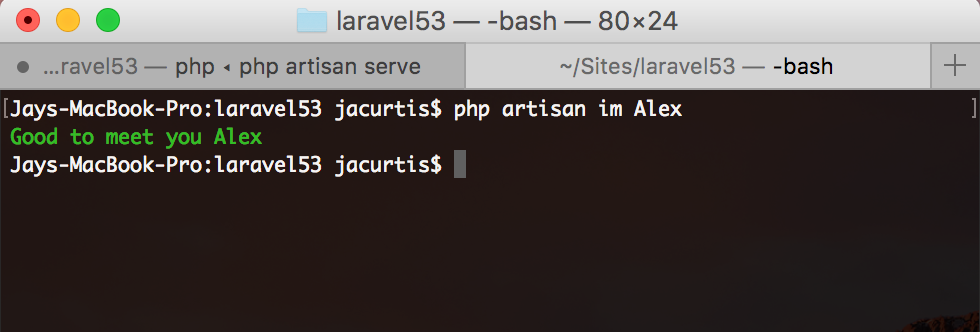 laravel53 — -bash — 80×24
...ravel53 — php ◂ php artisan serve
~/Sites/laravel53 — -bash
[Jays-MacBook-Pro:laravel53 jacurtis$ php artisan im Alex ]
Good to meet you Alex
Jays-MacBook-Pro:laravel53 jacurtis$